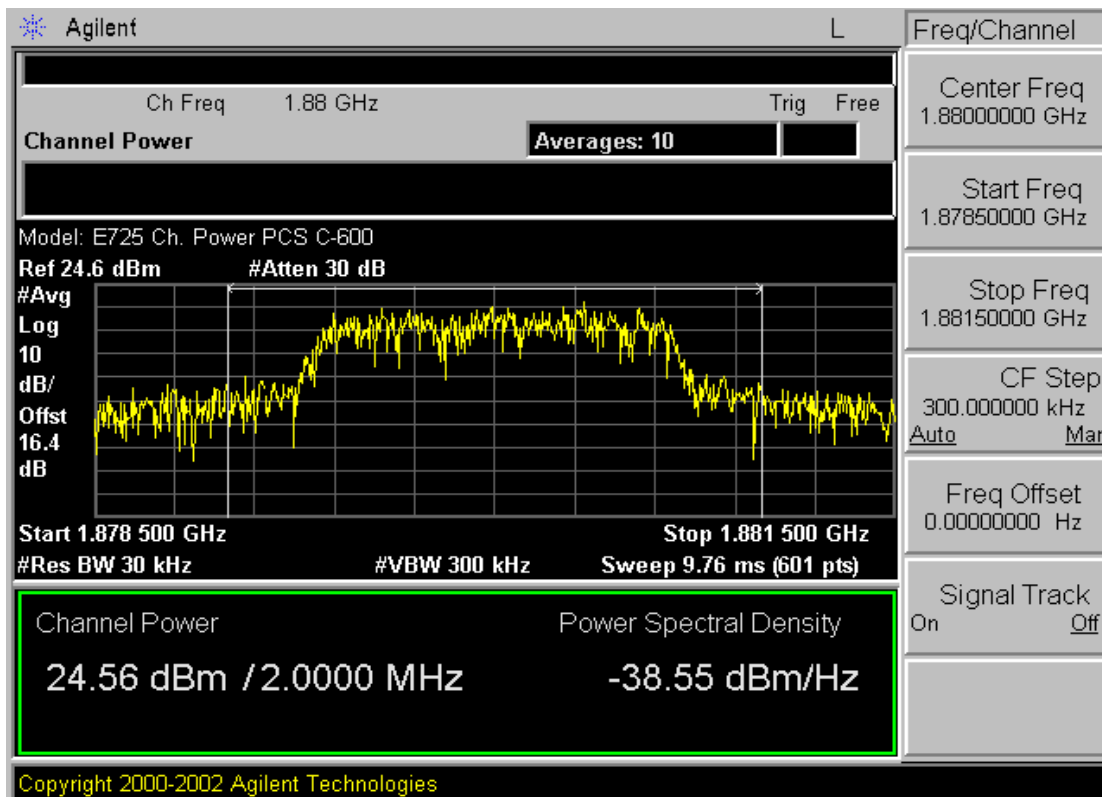 Agilent L
Freq/Channel
Ch Freq 1.88 GHz Trig Free
Channel Power Averages: 10
Model: E725 Ch. Power PCS C-600
Ref 24.6 dBm #Atten 30 dB
#Avg
Log
10
dB/
Offst
16.4
dB
Start 1.878 500 GHz Stop 1.881 500 GHz
#Res BW 30 kHz #VBW 300 kHz Sweep 9.76 ms (601 pts)
Channel Power Power Spectral Density
24.56 dBm / 2.0000 MHz -38.55 dBm/Hz
Center Freq
1.88000000 GHz
Start Freq
1.87850000 GHz
Stop Freq
1.88150000 GHz
CF Step
300.000000 kHz
Auto Man
Freq Offset
0.00000000 Hz
Signal Track
On Off
Copyright 2000-2002 Agilent Technologies